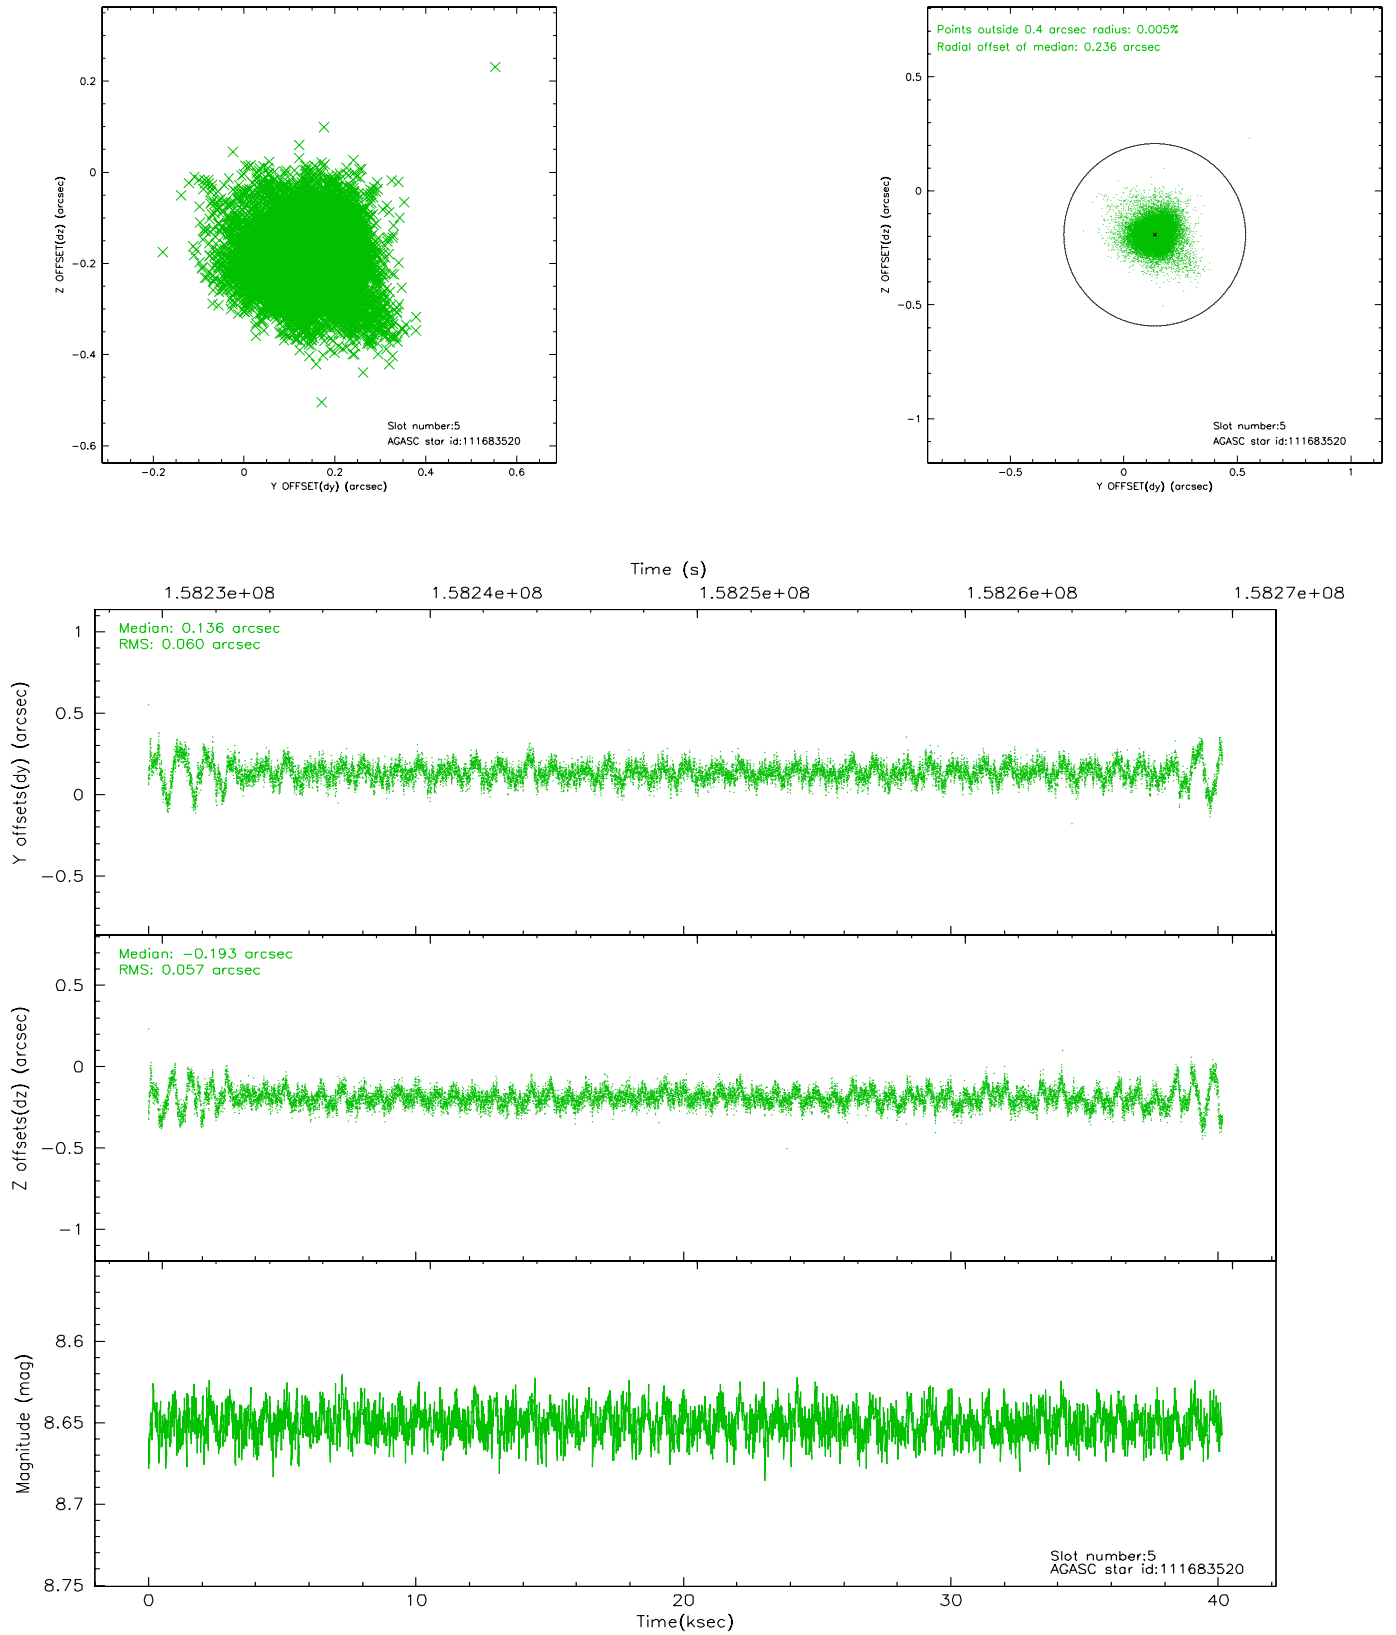 0.2
0
−0.2
−0.4
−0.6
Z OFFSET(dz) (arcsec)
Slot number:5
AGASC star id:111683520
−0.2
0
0.2
0.4
0.6
Y OFFSET(dy) (arcsec)
Points outside 0.4 arcsec radius: 0.005%
Radial offset of median: 0.236 arcsec
0.5
0
−0.5
−1
Z OFFSET(dz) (arcsec)
Slot number:5
AGASC star id:111683520
−0.5
0
0.5
1
Y OFFSET(dy) (arcsec)
Time (s)
1.5823e+08
1.5824e+08
1.5825e+08
1.5826e+08
1.5827e+08
Median: 0.136 arcsec
RMS: 0.060 arcsec
1
0.5
0
−0.5
Y offsets(dy) (arcsec)
Median: −0.193 arcsec
RMS: 0.057 arcsec
0.5
0
−0.5
−1
Z offsets(dz) (arcsec)
8.6
8.65
8.7
8.75
Magnitude (mag)
Slot number:5
AGASC star id:111683520
0
10
20
30
40
Time(ksec)